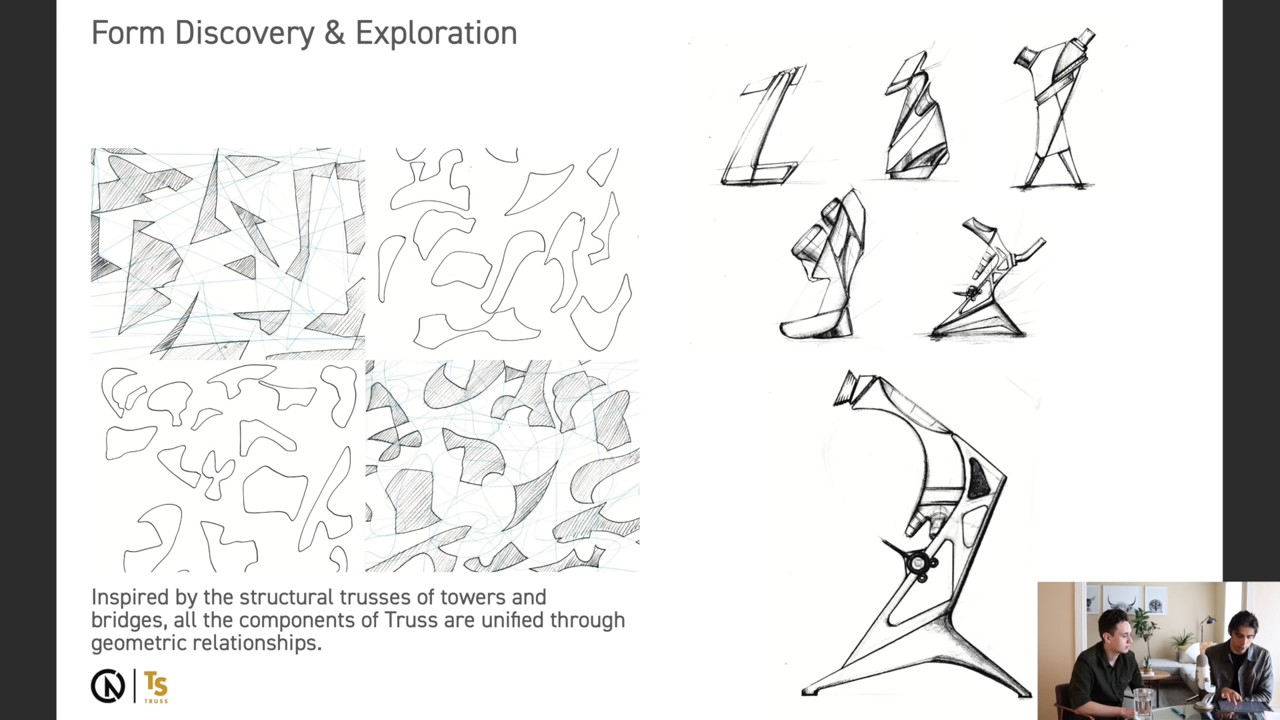 Form Discovery & Exploration
Inspired by the structural trusses of towers and
bridges, all the components of Truss are unified through
geometric relationships.
TS
TRUSS